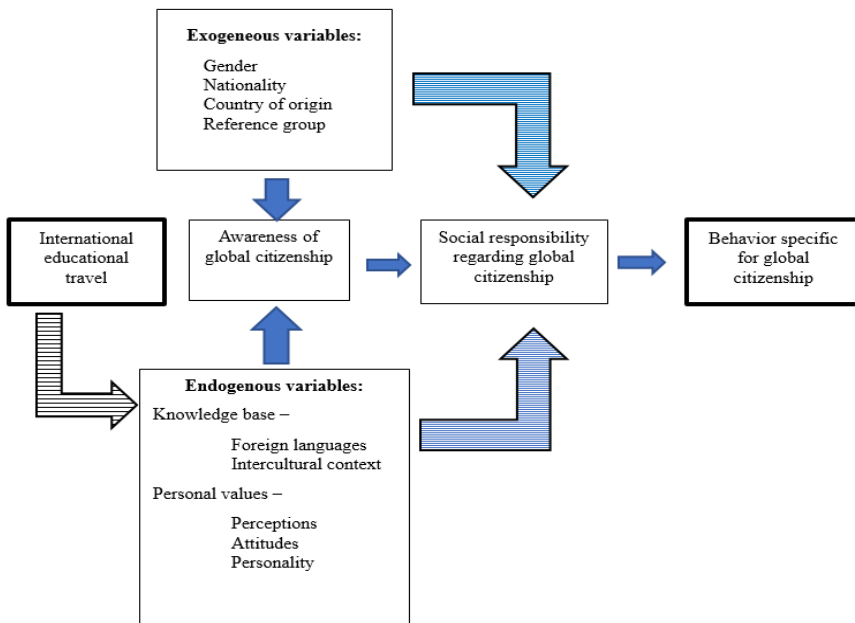 Exogeneous variables:
Gender
Nationality
Country of origin
Reference group
International
educational
travel
Awareness of
global citizenship
Social responsibility
regarding global
citizenship
Behavior specific
for global
citizenship
Endogenous variables:
Knowledge base –
Foreign languages
Intercultural context
Personal values –
Perceptions
Attitudes
Personality